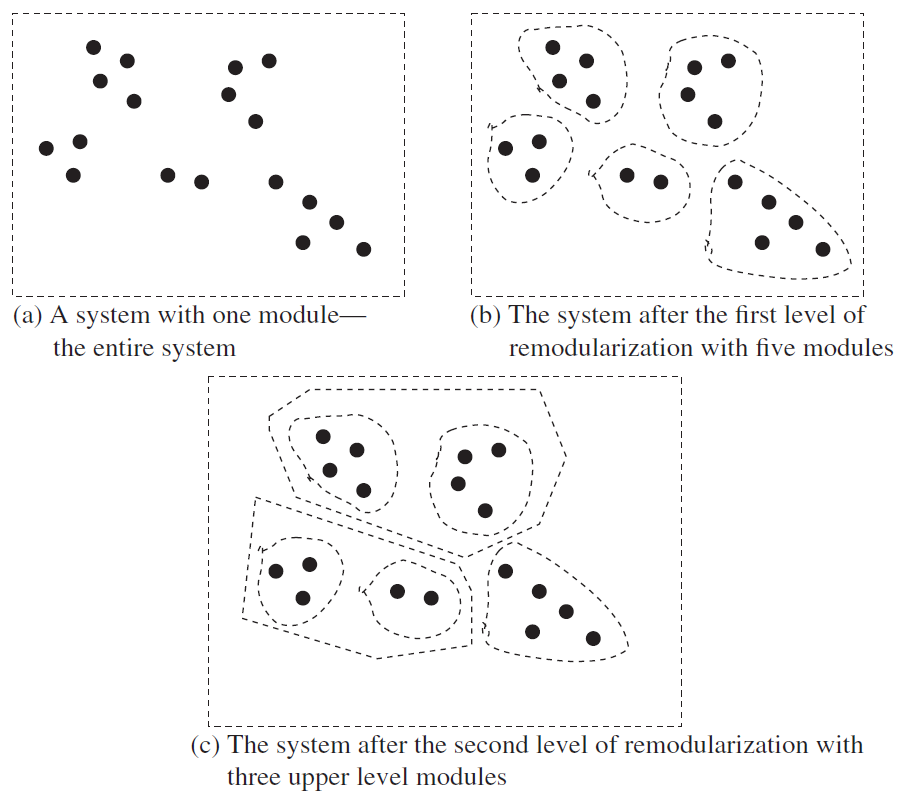 (a) A system with one module—
the entire system
(b) The system after the first level of
remodularization with five modules
(c) The system after the second level of remodularization with
three upper level modules